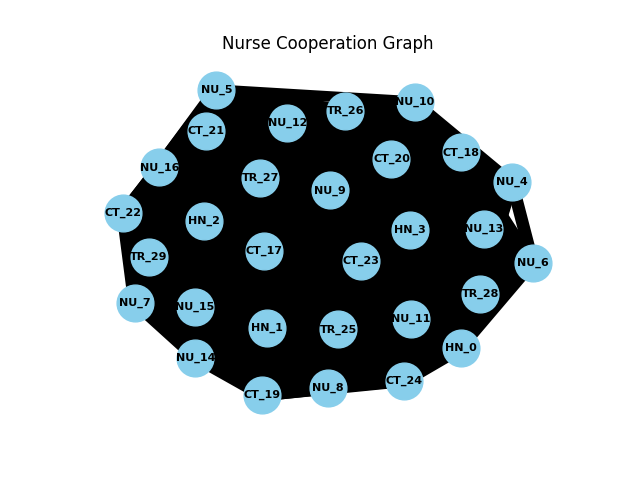 Nurse Cooperation Graph
NU_5
NU_10
TR_26
NU_12
CT_21
CT_18
CT_20
NU_16
TR_27
NU_4
NU_9
CT_22
HN_2
NU_13
HN_3
CT_17
TR_29
CT_23
NU_6
TR_28
NU_7
NU_15
NU_11
HN_1
TR_25
HN_0
NU_14
CT_24
NU_8
CT_19